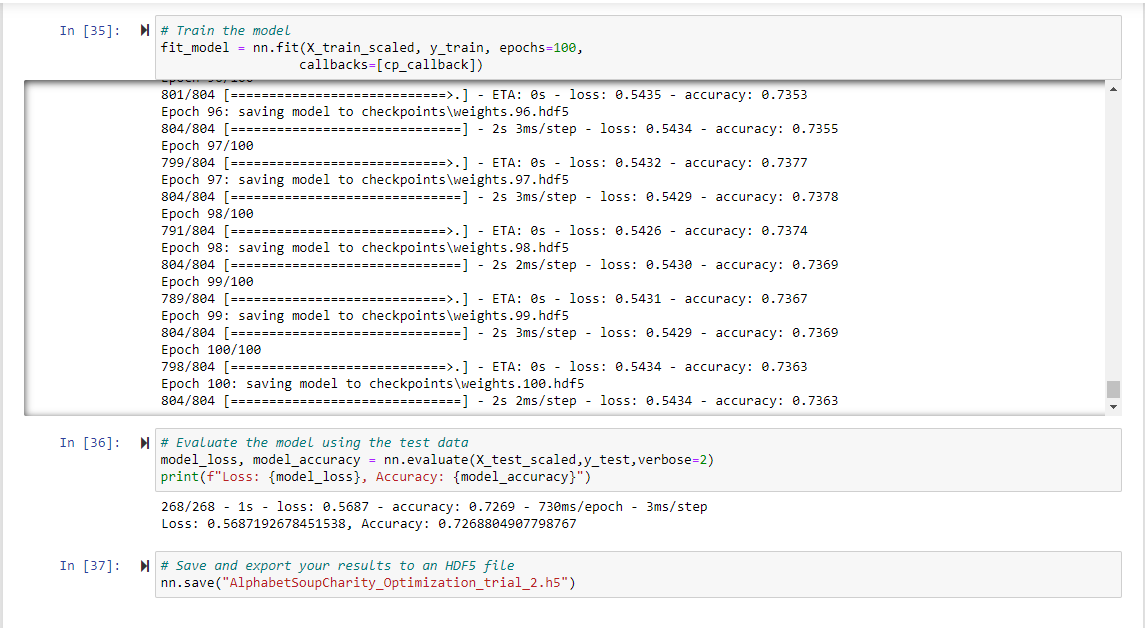 In [35]: # Train the model
fit_model = nn.fit(X_train_scaled, y_train, epochs=100,
callbacks=[cp_callback])
801/804 [============================>.] - ETA: 0s - loss: 0.5435 - accuracy: 0.7353
Epoch 96: saving model to checkpoints\weights.96.hdf5
804/804 [==============================] - 2s 3ms/step - loss: 0.5434 - accuracy: 0.7355
Epoch 97/100
799/804 [============================>.] - ETA: 0s - loss: 0.5432 - accuracy: 0.7377
Epoch 97: saving model to checkpoints\weights.97.hdf5
804/804 [==============================] - 2s 3ms/step - loss: 0.5429 - accuracy: 0.7378
Epoch 98/100
791/804 [============================>.] - ETA: 0s - loss: 0.5426 - accuracy: 0.7374
Epoch 98: saving model to checkpoints\weights.98.hdf5
804/804 [==============================] - 2s 2ms/step - loss: 0.5430 - accuracy: 0.7369
Epoch 99/100
789/804 [============================>.] - ETA: 0s - loss: 0.5431 - accuracy: 0.7367
Epoch 99: saving model to checkpoints\weights.99.hdf5
804/804 [==============================] - 2s 3ms/step - loss: 0.5429 - accuracy: 0.7369
Epoch 100/100
798/804 [============================>.] - ETA: 0s - loss: 0.5434 - accuracy: 0.7363
Epoch 100: saving model to checkpoints\weights.100.hdf5
804/804 [==============================] - 2s 2ms/step - loss: 0.5434 - accuracy: 0.7363
In [36]: # Evaluate the model using the test data
model_loss, model_accuracy = nn.evaluate(X_test_scaled,y_test,verbose=2)
print(f"Loss: {model_loss}, Accuracy: {model_accuracy}")
268/268 - 1s - loss: 0.5687 - accuracy: 0.7269 - 730ms/epoch - 3ms/step
Loss: 0.5687192678451538, Accuracy: 0.7268804907798767
In [37]: # Save and export your results to an HDF5 file
nn.save("AlphabetSoupCharity_Optimization_trial_2.h5")